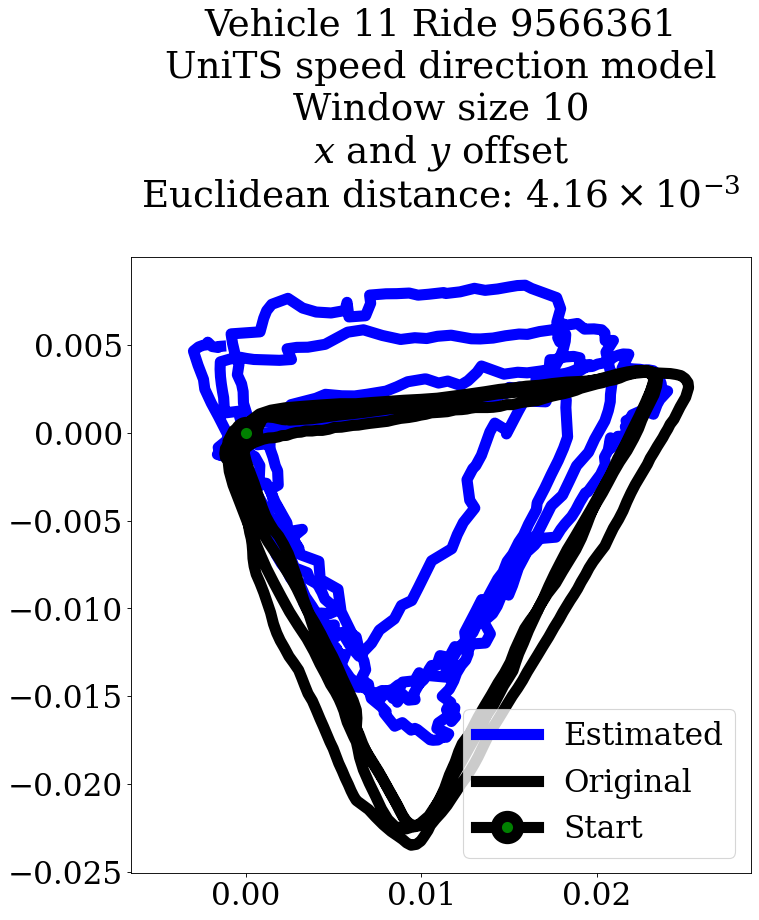 Vehicle 11 Ride 9566361
UniTS speed direction model
Window size 10
x and y offset
Euclidean distance: 4.16 × 10⁻³
0.005
0.000
−0.005
−0.010
−0.015
−0.020
−0.025
0.00 0.01 0.02
Estimated
Original
Start